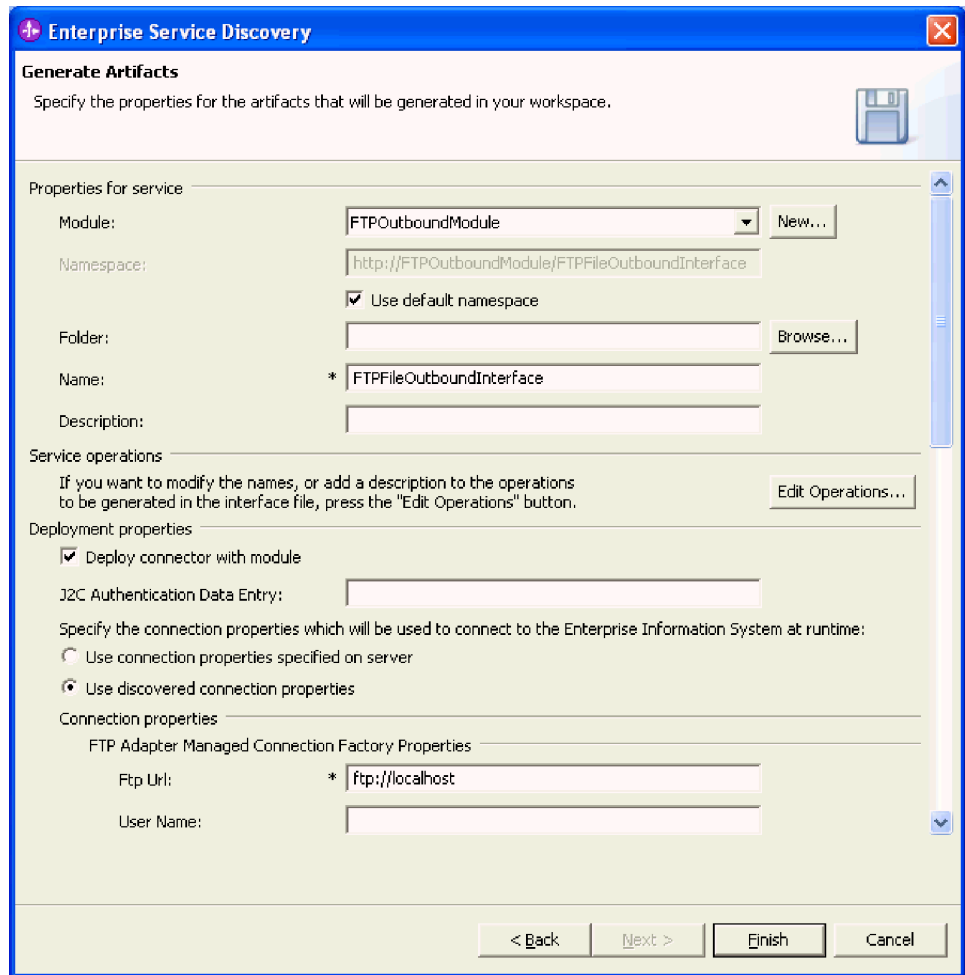 Enterprise Service Discovery
Generate Artifacts
Specify the properties for the artifacts that will be generated in your workspace.
Properties for service
Module: FTPOutboundModule New...
Namespace: http://FTPOutboundModule/FTPFileOutboundInterface
Use default namespace
Folder: Browse...
Name: * FTPFileOutboundInterface
Description:
Service operations
If you want to modify the names, or add a description to the operations
to be generated in the interface file, press the "Edit Operations" button.
Edit Operations...
Deployment properties
Deploy connector with module
J2C Authentication Data Entry:
Specify the connection properties which will be used to connect to the Enterprise Information System at runtime:
Use connection properties specified on server
Use discovered connection properties
Connection properties
FTP Adapter Managed Connection Factory Properties
Ftp Url: * ftp://localhost
User Name:
< Back Next > Finish Cancel